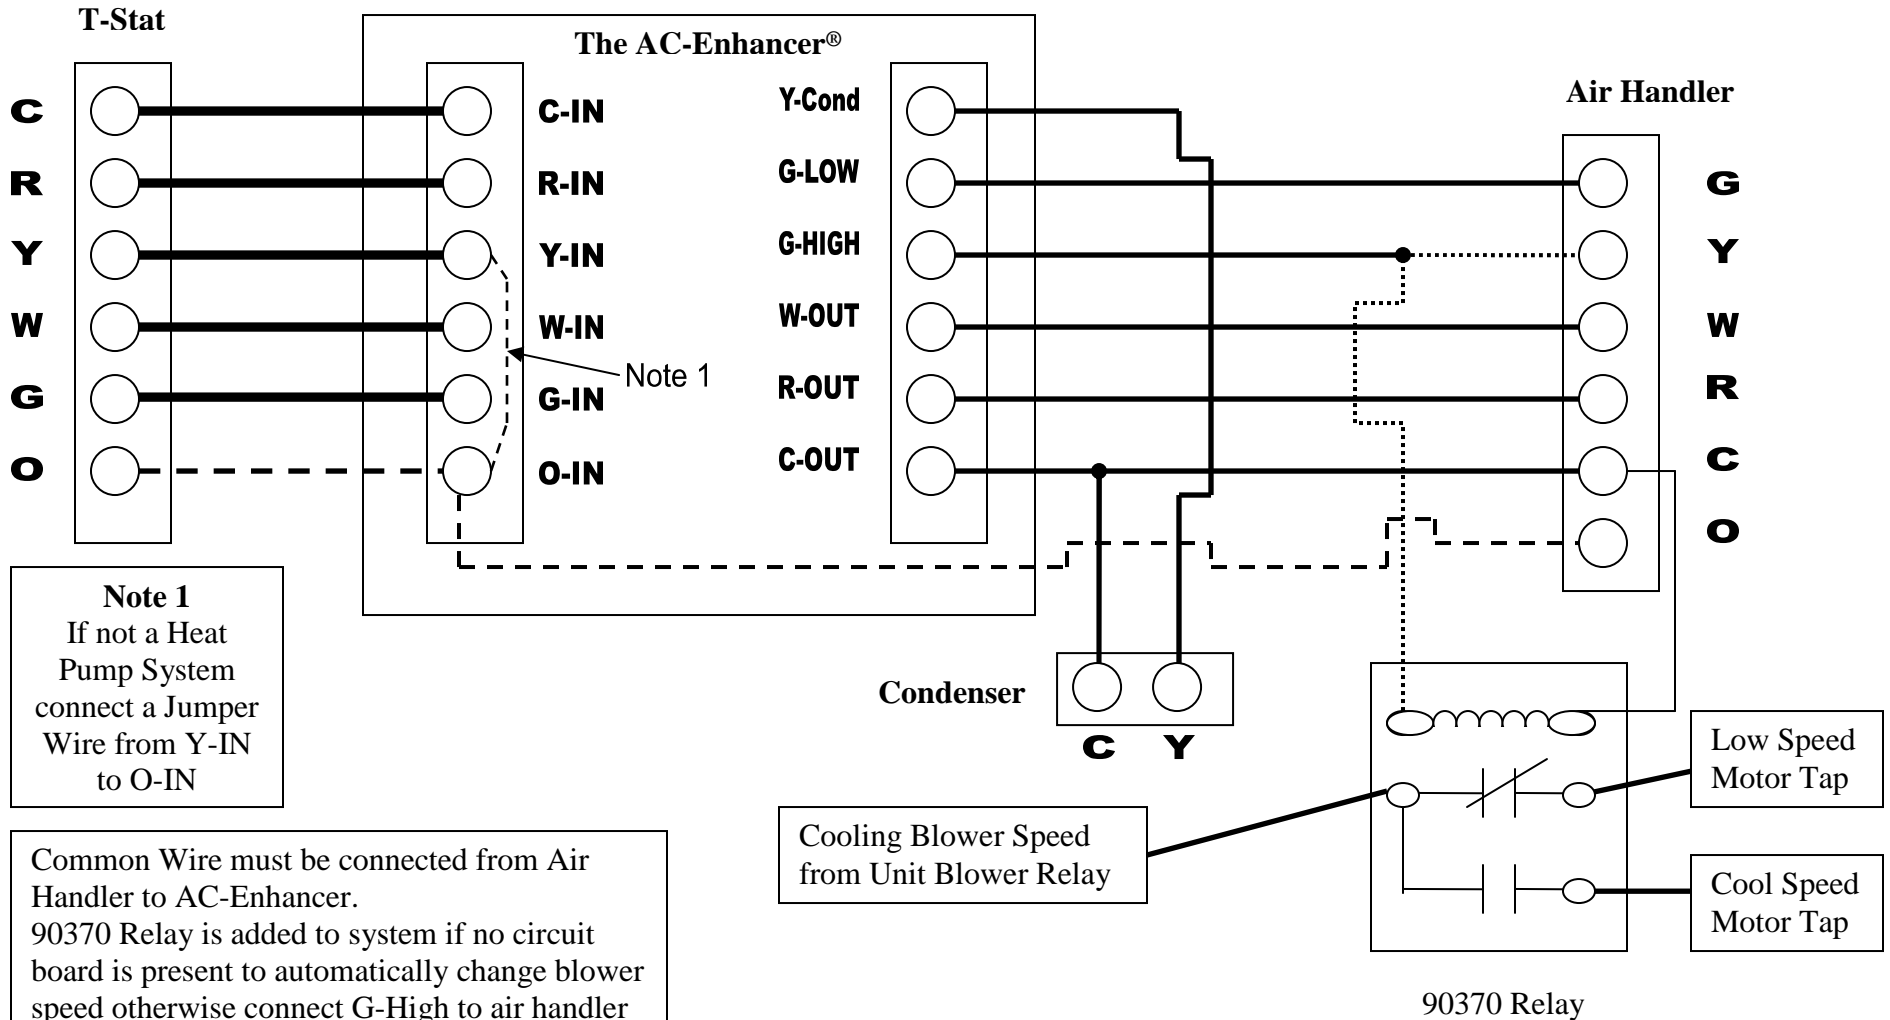 T-Stat
The AC-Enhancer®
Air Handler
C
R
Y
W
G
O
C-IN
R-IN
Y-IN
W-IN
G-IN
O-IN
Note 1
Y-Cond
G-LOW
G-HIGH
W-OUT
R-OUT
C-OUT
G
Y
W
R
C
O
Note 1
If not a Heat
Pump System
connect a Jumper
Wire from Y-IN
to O-IN
Condenser
C Y
Cooling Blower Speed
from Unit Blower Relay
Low Speed
Motor Tap
Cool Speed
Motor Tap
90370 Relay
Common Wire must be connected from Air
Handler to AC-Enhancer.
90370 Relay is added to system if no circuit
board is present to automatically change blower
speed otherwise connect G-High to air handler